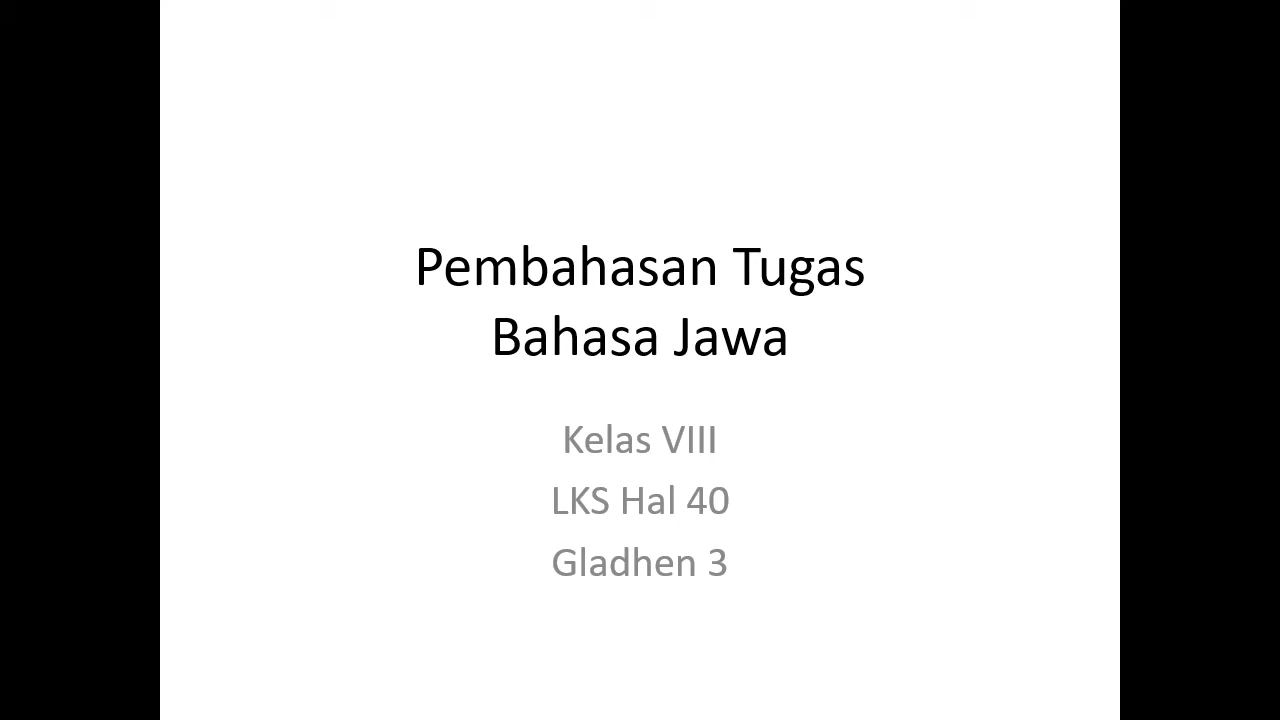 Pembahasan Tugas
Bahasa Jawa
Kelas VIII
LKS Hal 40
Gladhen 3